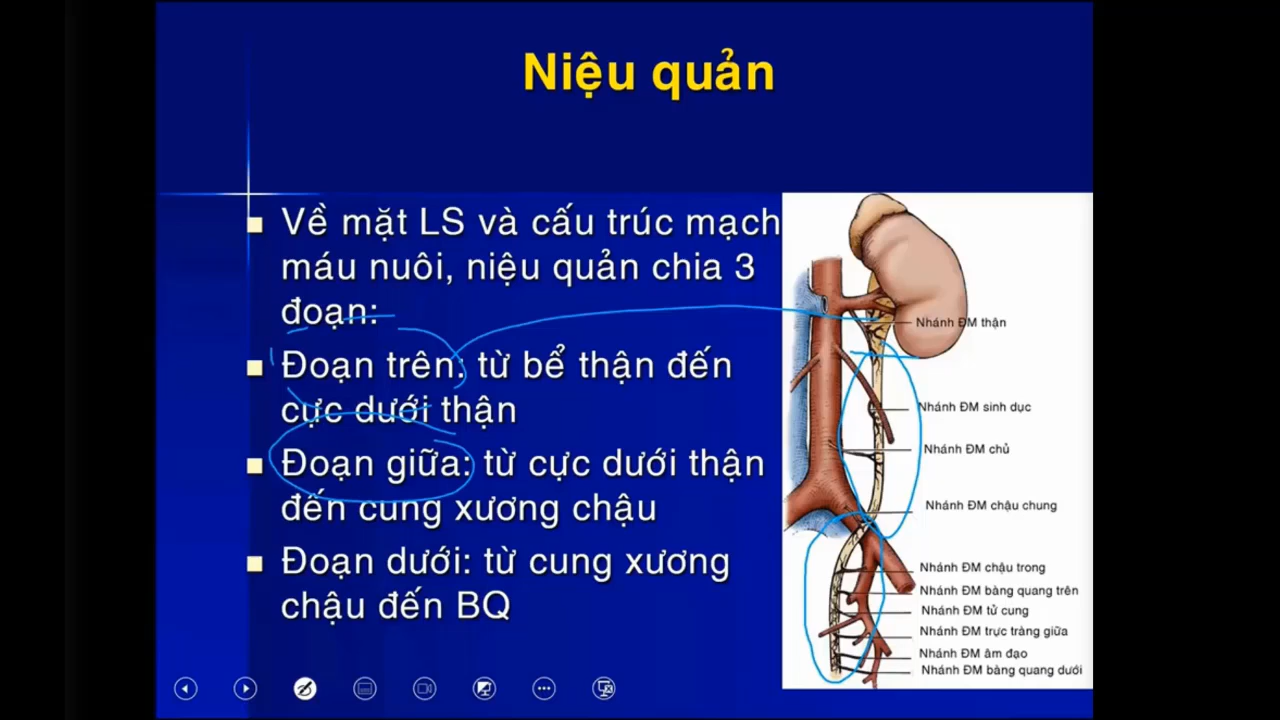 Niệu quản
Về mặt LS và cấu trúc mạch
máu nuôi, niệu quản chia 3
đoạn:
Đoạn trên: từ bể thận đến
cực dưới thận
Đoạn giữa: từ cực dưới thận
đến cung xương chậu
Đoạn dưới: từ cung xương
chậu đến BQ
Nhánh ĐM thận
Nhánh ĐM sinh dục
Nhánh ĐM chủ
Nhánh ĐM chậu chung
Nhánh ĐM chậu trong
Nhánh ĐM bàng quang trên
Nhánh ĐM tử cung
Nhánh ĐM trực tràng giữa
Nhánh ĐM âm đạo
Nhánh ĐM bàng quang dưới